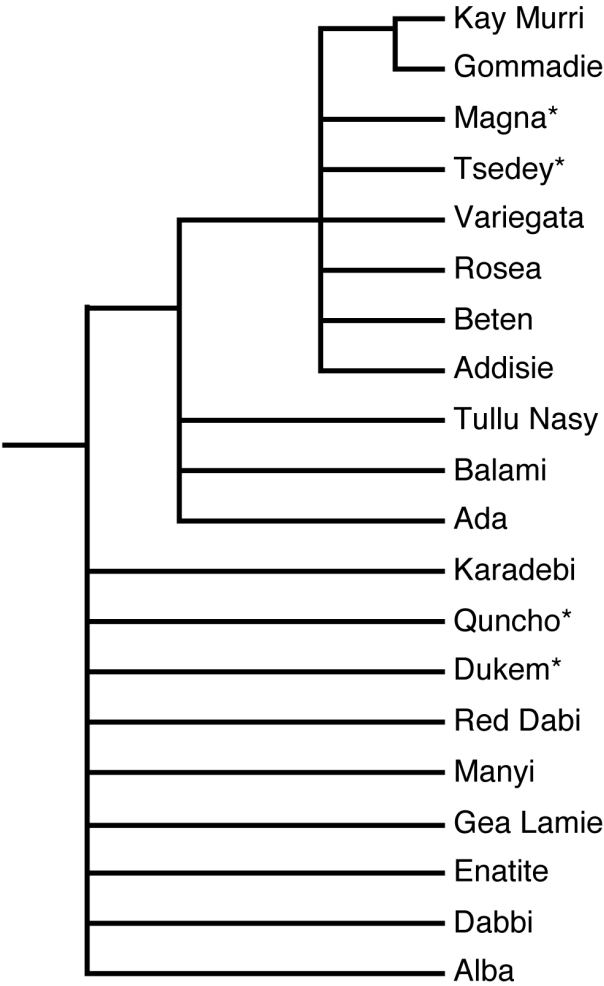 Kay Murri
Gommadie
Magna*
Tsedey*
Variegata
Rosea
Beten
Addisie
Tullu Nasy
Balami
Ada
Karadebi
Quncho*
Dukem*
Red Dabi
Manyi
Gea Lamie
Enatite
Dabbi
Alba